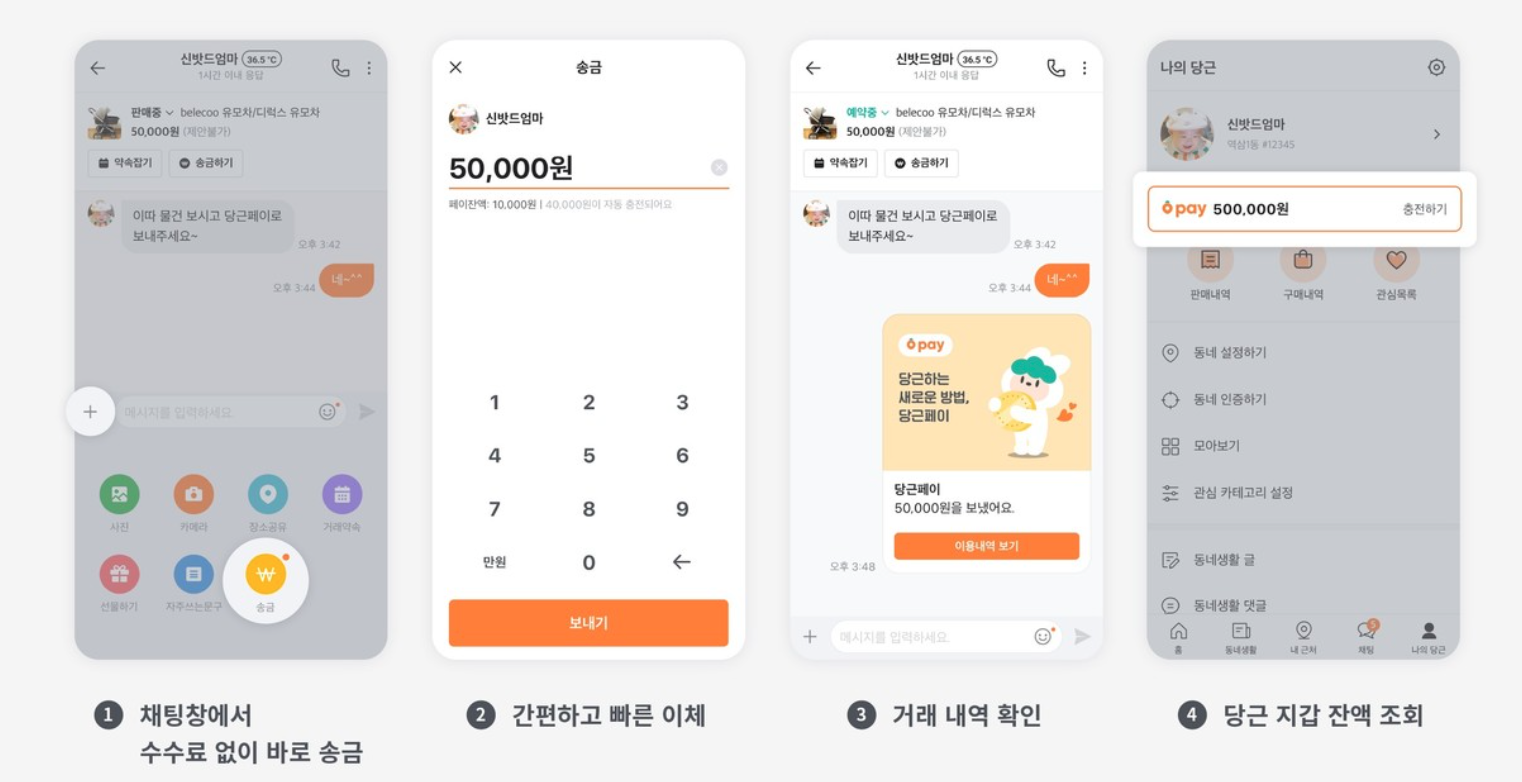 신밧드엄마 36.5 °C
1시간 이내 응답
판매중 belecoo 유모차/디럭스 유모차
50,000원 (제안불가)
약속잡기 송금하기
이따 물건 보시고 당근페이로
보내주세요~
오후 3:42
오후 3:44 네~^^
+ 메시지를 입력하세요.
사진 카메라 장소공유 거래약속
선물하기 자주쓰는문구 송금
1 채팅창에서
수수료 없이 바로 송금
송금
신밧드엄마
50,000원
페이잔액: 10,000원 | 40,000원이 자동 충전되어요
1 2 3
4 5 6
7 8 9
만원 0 ←
보내기
2 간편하고 빠른 이체
신밧드엄마 36.5 °C
1시간 이내 응답
예약중 belecoo 유모차/디럭스 유모차
50,000원 (제안불가)
약속잡기 송금하기
이따 물건 보시고 당근페이로
보내주세요~
오후 3:42
오후 3:44 네~^^
pay
당근하는
새로운 방법,
당근페이
당근페이
50,000원을 보냈어요.
이용내역 보기
오후 3:48
+ 메시지를 입력하세요.
3 거래 내역 확인
나의 당근
신밧드엄마
역삼1동 #12345
pay 500,000원 충전하기
판매내역 구매내역 관심목록
동네 설정하기
동네 인증하기
모아보기
관심 카테고리 설정
동네생활 글
동네생활 댓글
5
홈 동네생활 내 근처 채팅 나의 당근
4 당근 지갑 잔액 조회